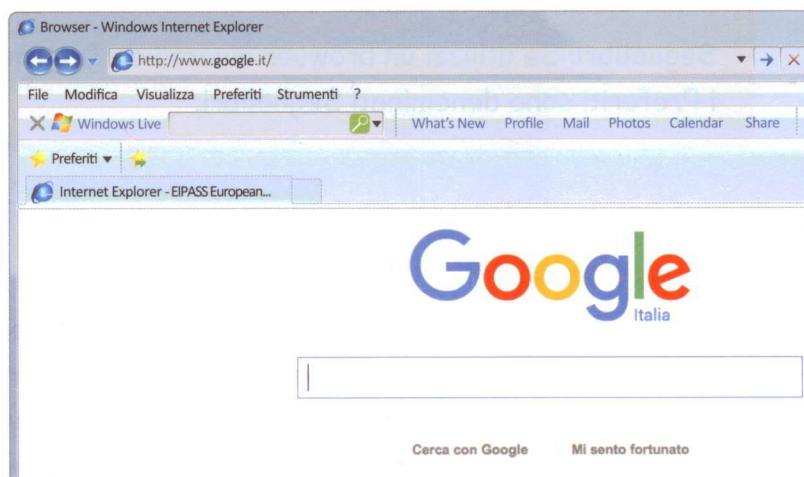 Browser - Windows Internet Explorer
http://www.google.it/
File Modifica Visualizza Preferiti Strumenti ?
Windows Live What's New Profile Mail Photos Calendar Share
Preferiti
Internet Explorer - EIPASS European...
Google
Italia
Cerca con Google Mi sento fortunato